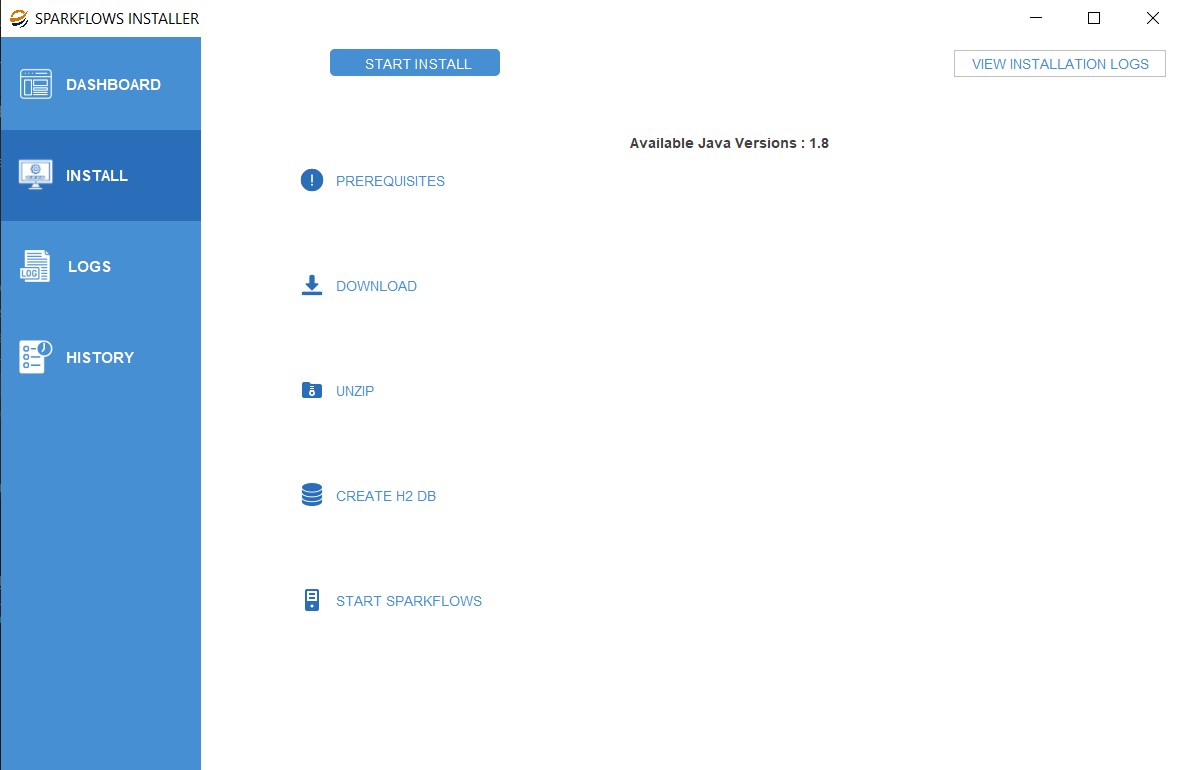 SPARKFLOWS INSTALLER
START INSTALL
VIEW INSTALLATION LOGS
DASHBOARD
Available Java Versions : 1.8
INSTALL
PREREQUISITES
LOG
LOGS
DOWNLOAD
HISTORY
UNZIP
CREATE H2 DB
START SPARKFLOWS